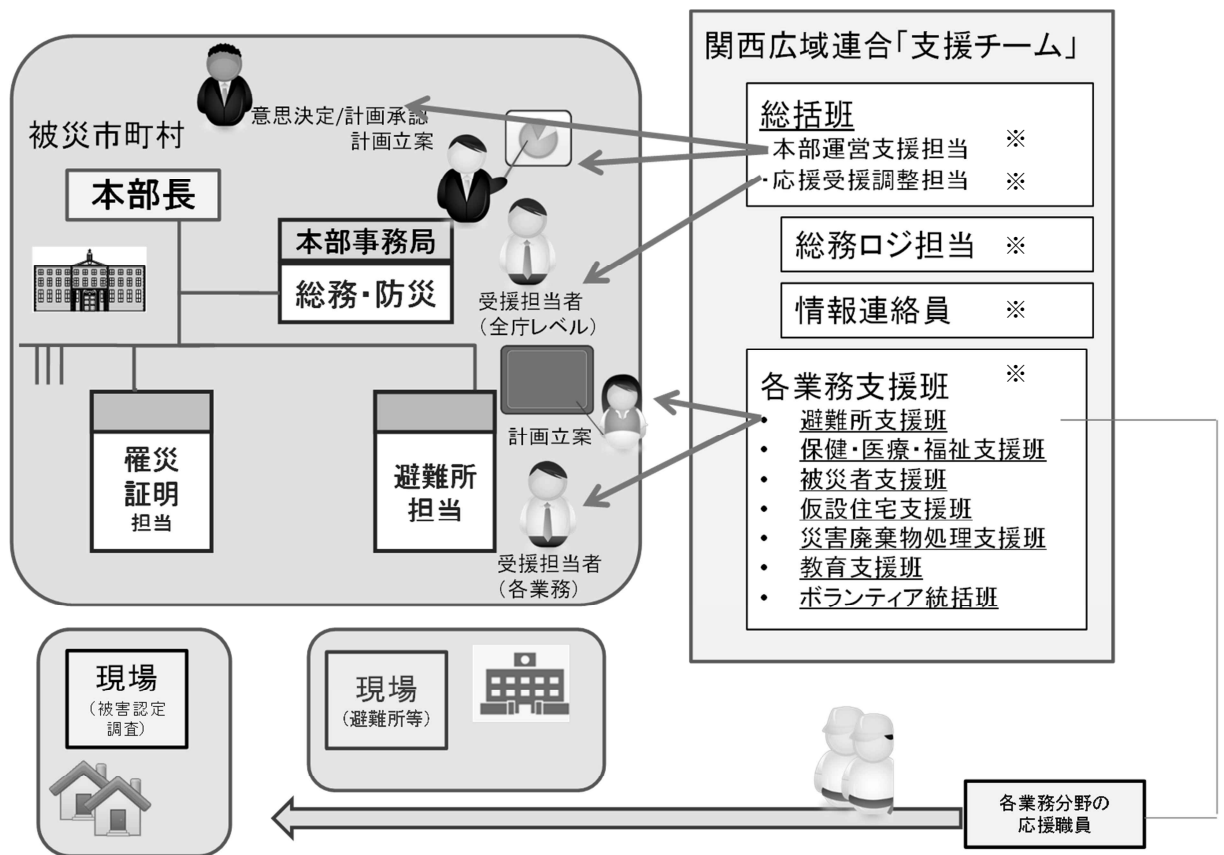 被災市町村
意思決定/計画承認
計画立案
本部長
本部事務局
総務・防災
受援担当者
(全庁レベル)
計画立案
罹災
証明
担当
避難所
担当
受援担当者
(各業務)
関西広域連合「支援チーム」
総括班
・本部運営支援担当 ※
・応援受援調整担当 ※
総務ロジ担当 ※
情報連絡員 ※
各業務支援班 ※
• 避難所支援班
• 保健・医療・福祉支援班
• 被災者支援班
• 仮設住宅支援班
• 災害廃棄物処理支援班
• 教育支援班
• ボランティア統括班
現場
(被害認定
調査)
現場
(避難所等)
各業務分野の
応援職員